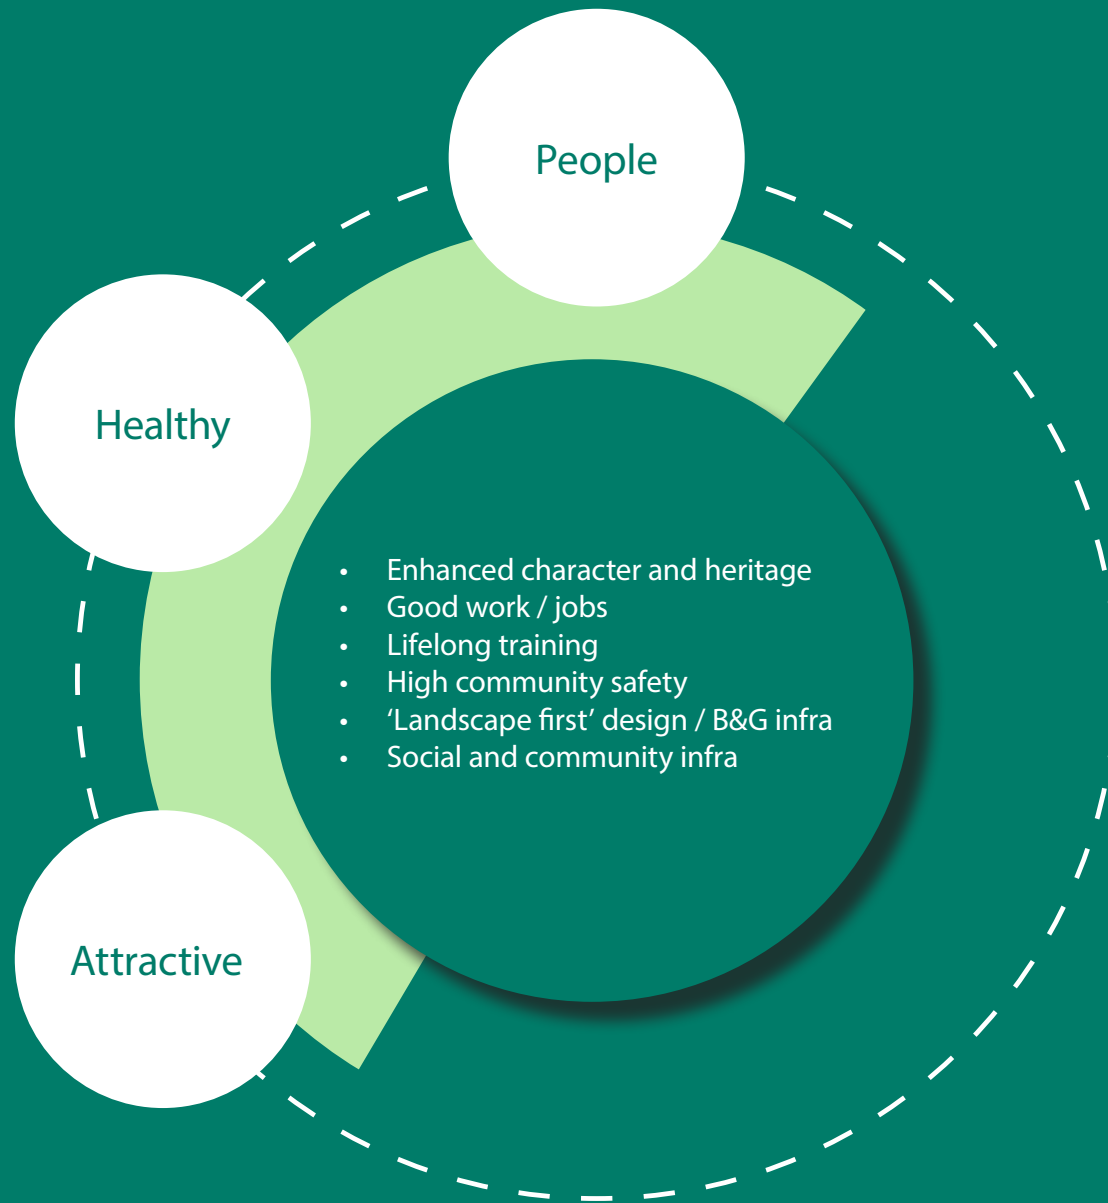 People
Healthy
• Enhanced character and heritage
• Good work / jobs
• Lifelong training
• High community safety
• ‘Landscape first’ design / B&G infra
• Social and community infra
Attractive